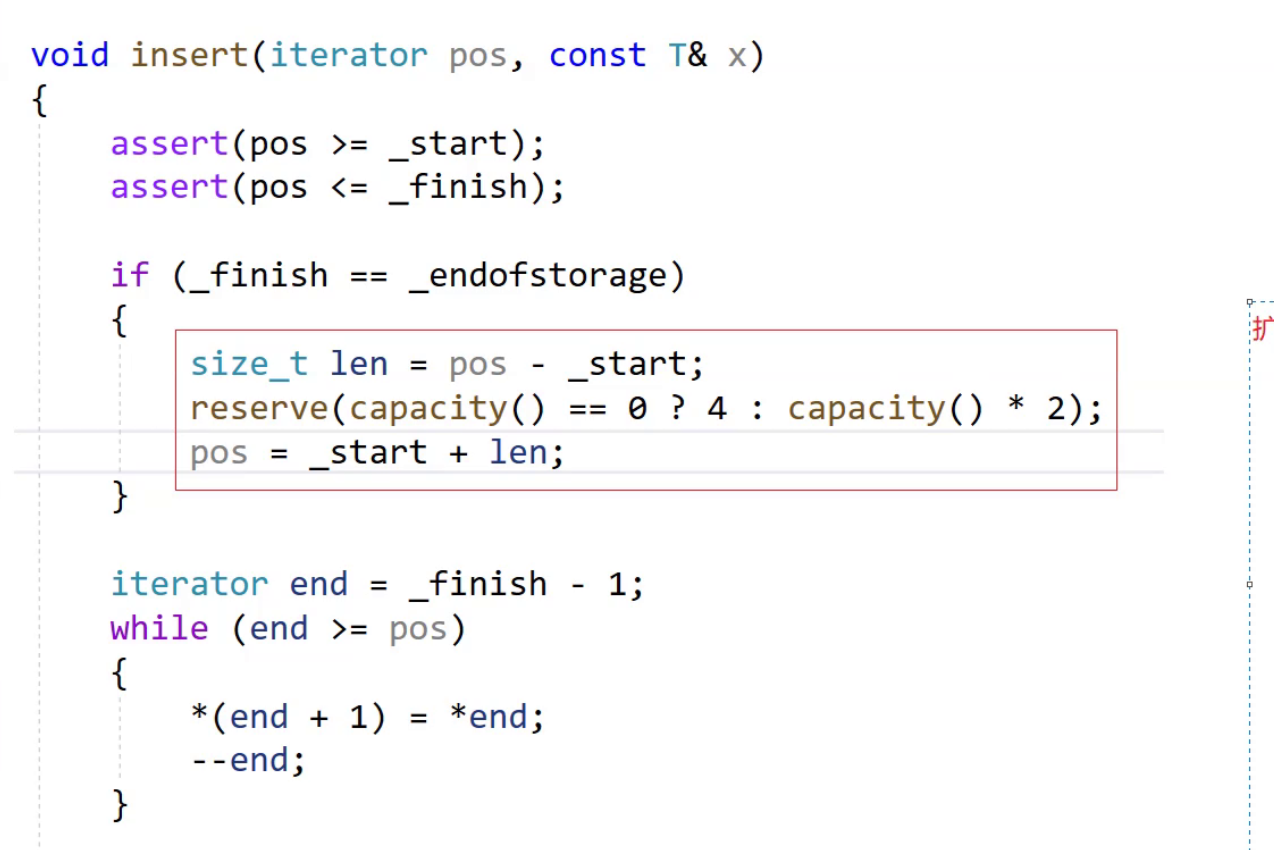 void insert(iterator pos, const T& x)
{
assert(pos >= _start);
assert(pos <= _finish);
if (_finish == _endofstorage)
{
size_t len = pos - _start;
reserve(capacity() == 0 ? 4 : capacity() * 2);
pos = _start + len;
}
iterator end = _finish - 1;
while (end >= pos)
{
*(end + 1) = *end;
--end;
}
扩